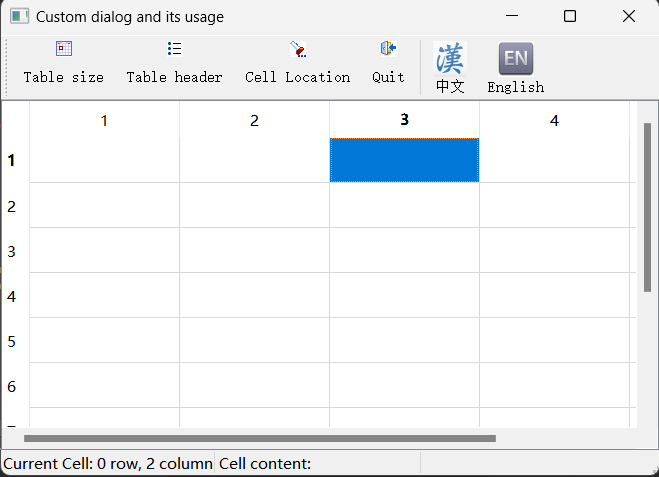 Custom dialog and its usage
Table size Table header Cell Location Quit 漢 中文 EN English
1 2 3 4
1
2
3
4
5
6
Current Cell: 0 row, 2 column Cell content: